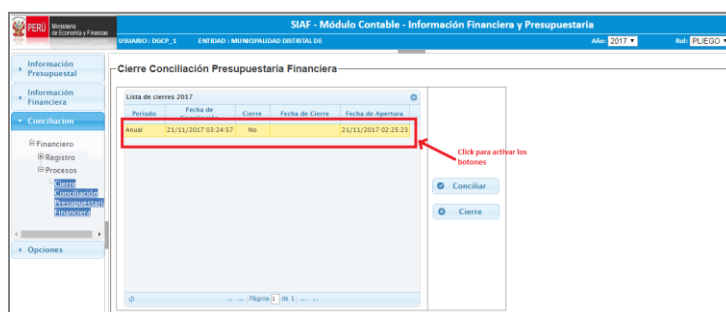 PERÚ
Ministerio
de Economía y Finanzas
SIAF - Módulo Contable - Información Financiera y Presupuestaria
USUARIO : DGCP_1
ENTIDAD : MUNICIPALIDAD DISTRITAL DE
Año: 2017
Rol: PLIEGO
Información
Presupuestal
Información
Financiera
Conciliacion
Financiero
Registro
Procesos
Cierre
Conciliación
Presupuestari
Financiera
Opciones
Cierre Conciliación Presupuestaria Financiera
Lista de cierres 2017
Periodo
Fecha de
Conciliación
Cierre
Fecha de Cierre
Fecha de Apertura
Anual
21/11/2017 03:24:57
No
21/11/2017 02:25:23
Click para activar los
botones
Conciliar
Cierre
Página 1 de 1